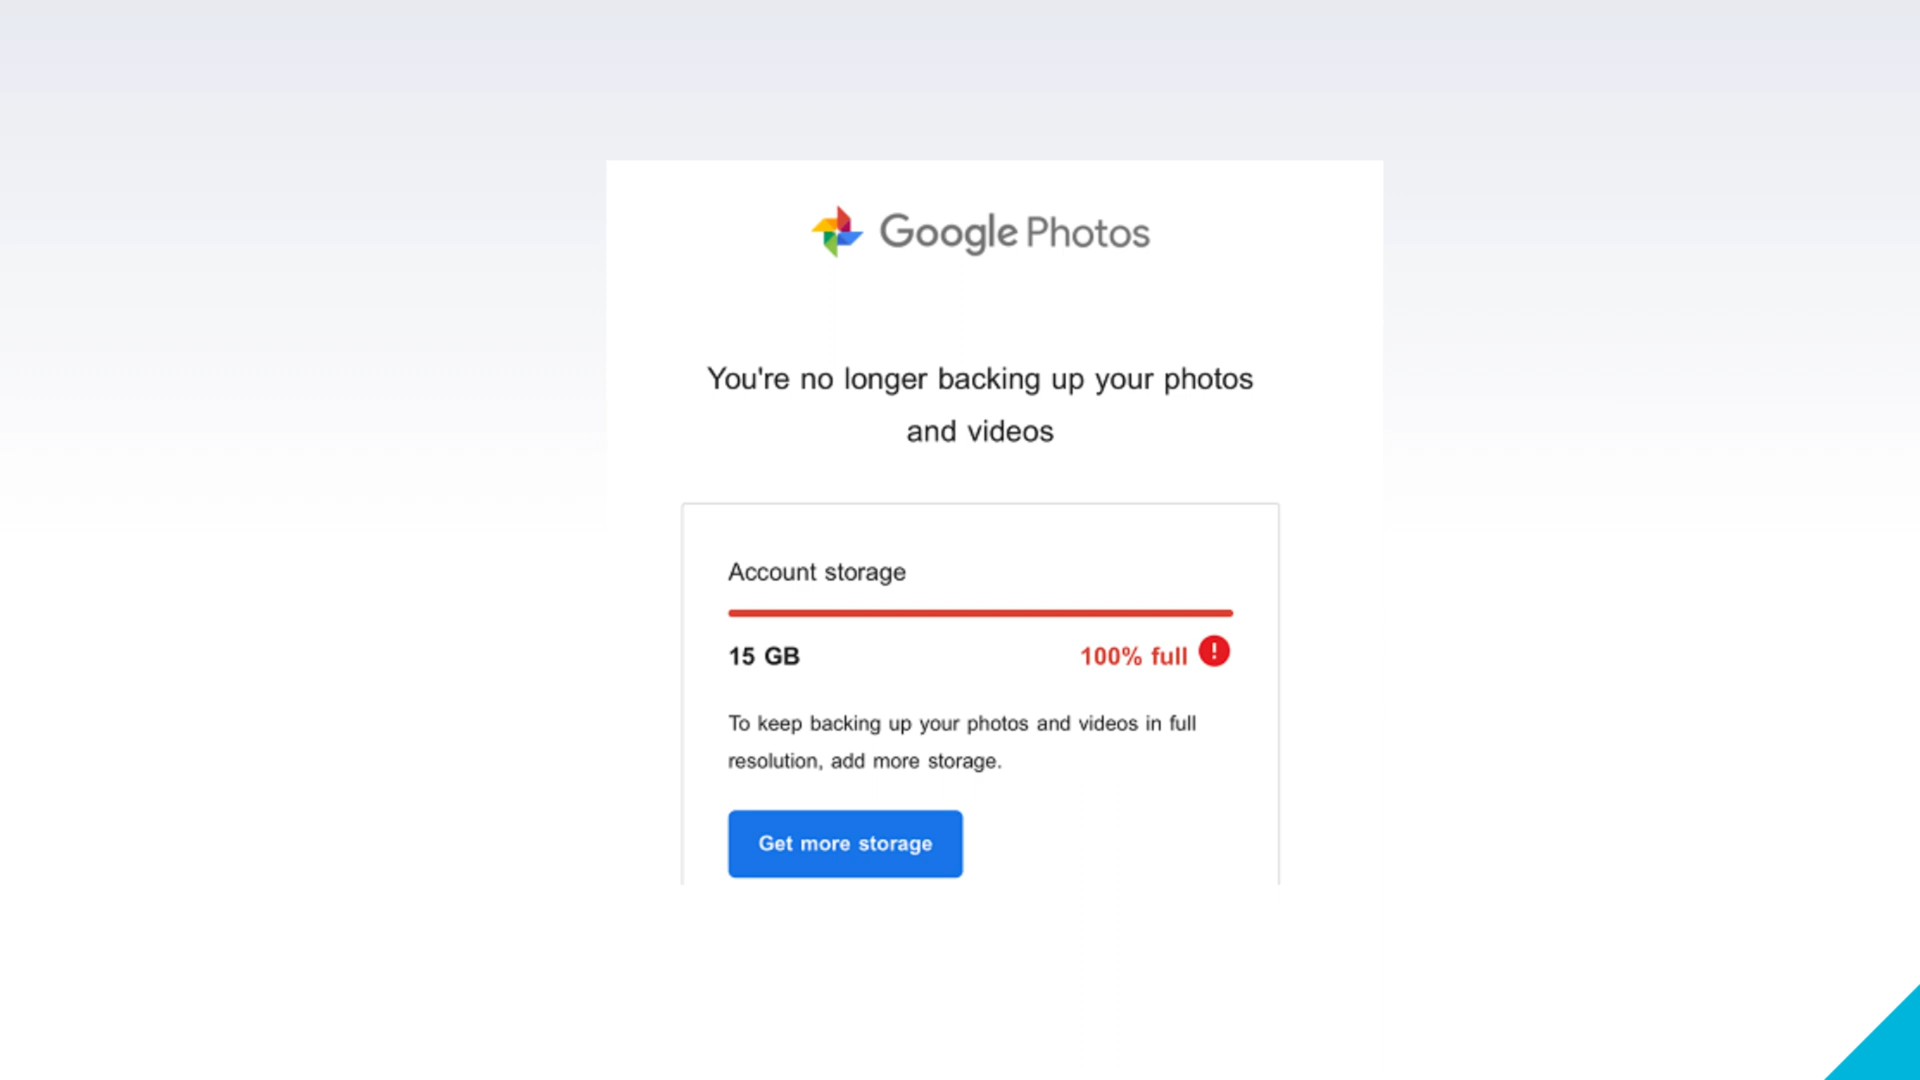 Google Photos
You're no longer backing up your photos
and videos
Account storage
15 GB 100% full
To keep backing up your photos and videos in full
resolution, add more storage.
Get more storage